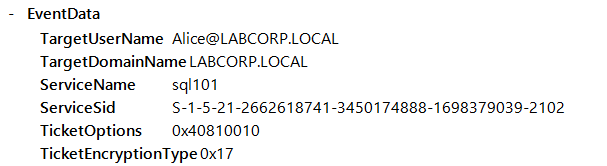 - EventData
TargetUserName Alice@LABCORP.LOCAL
TargetDomainName LABCORP.LOCAL
ServiceName sql101
ServiceSid S-1-5-21-2662618741-3450174888-1698379039-2102
TicketOptions 0x40810010
TicketEncryptionType 0x17